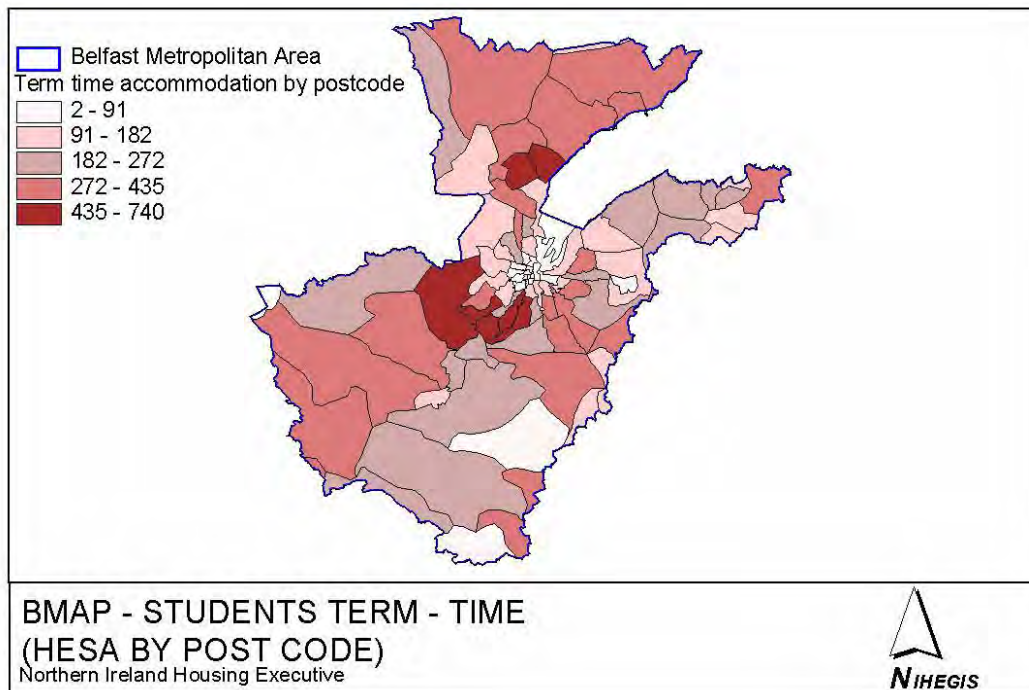 Belfast Metropolitan Area
Term time accommodation by postcode
2 - 91
91 - 182
182 - 272
272 - 435
435 - 740
BMAP - STUDENTS TERM - TIME
(HESA BY POST CODE)
Northern Ireland Housing Executive
NIHEGIS